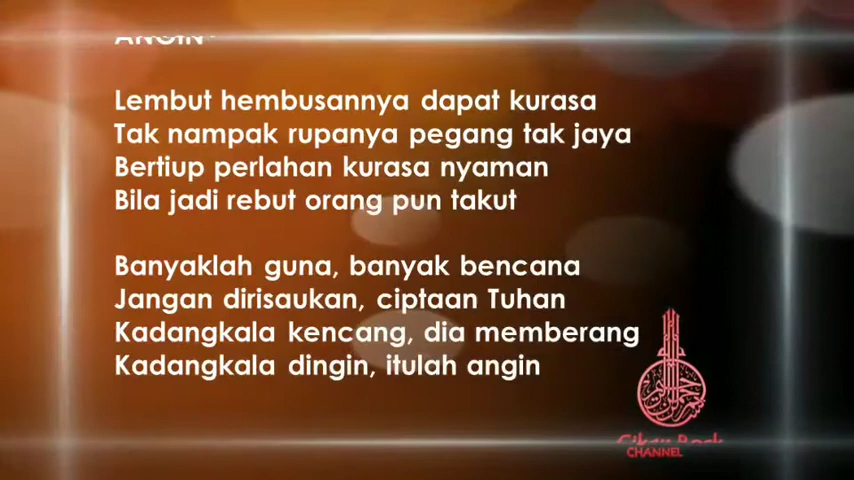 ANGIN
Lembut hembusannya dapat kurasa
Tak nampak rupanya pegang tak jaya
Bertiup perlahan kurasa nyaman
Bila jadi rebut orang pun takut
Banyaklah guna, banyak bencana
Jangan dirisaukan, ciptaan Tuhan
Kadangkala kencang, dia memberang
Kadangkala dingin, itulah angin
CHANNEL